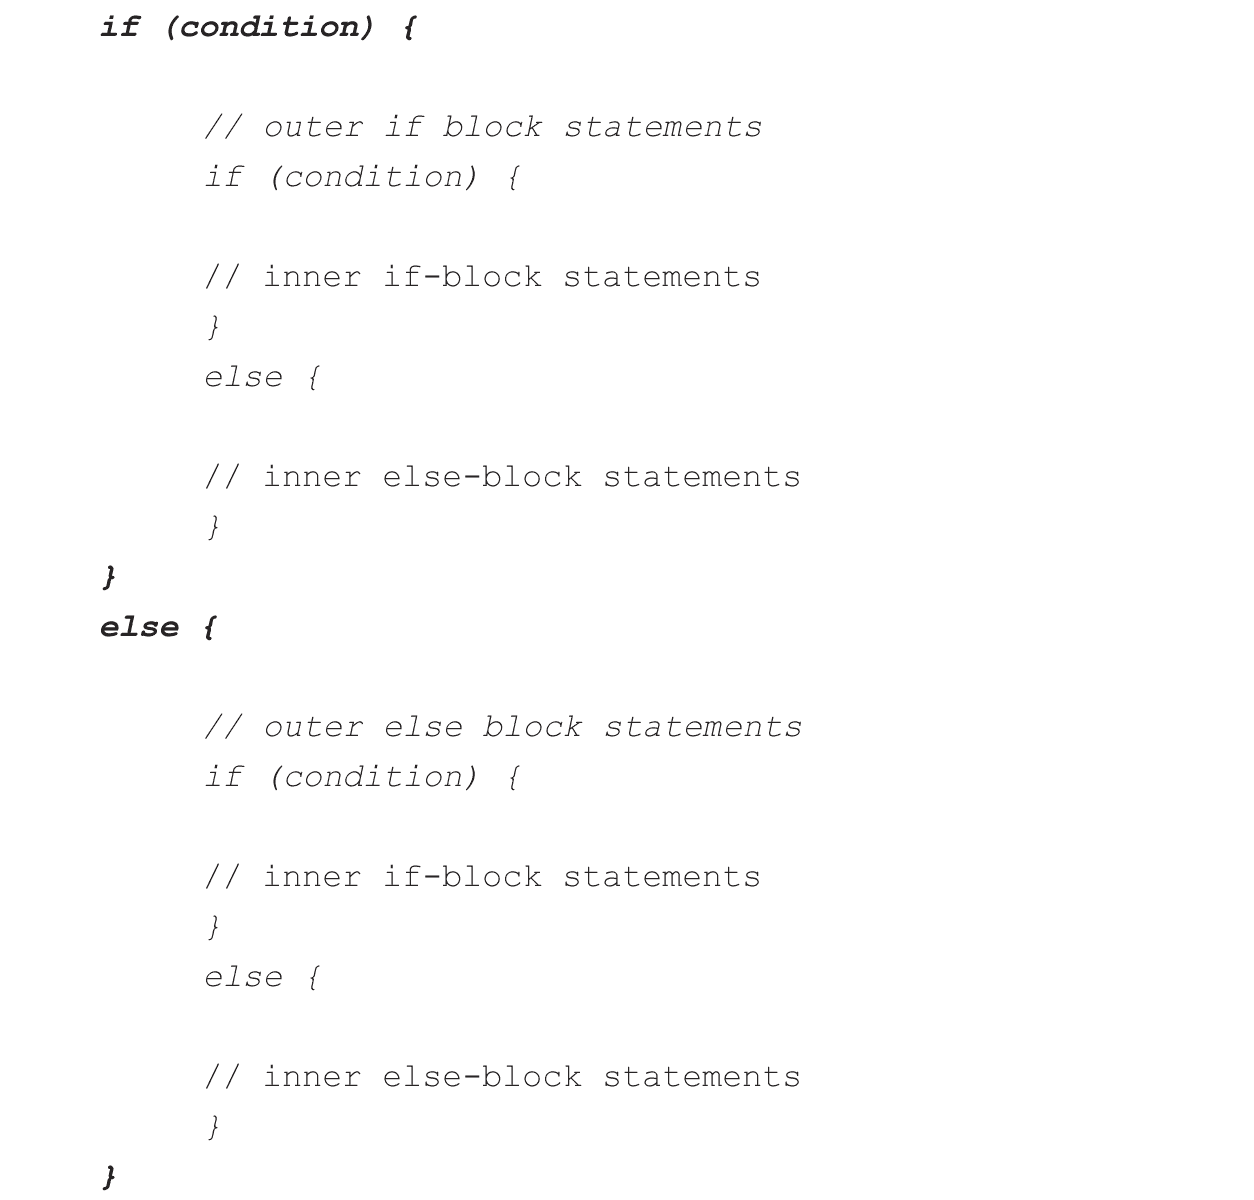 if (condition) {
// outer if block statements
if (condition) {
// inner if-block statements
}
else {
// inner else-block statements
}
}
else {
// outer else block statements
if (condition) {
// inner if-block statements
}
else {
// inner else-block statements
}
}